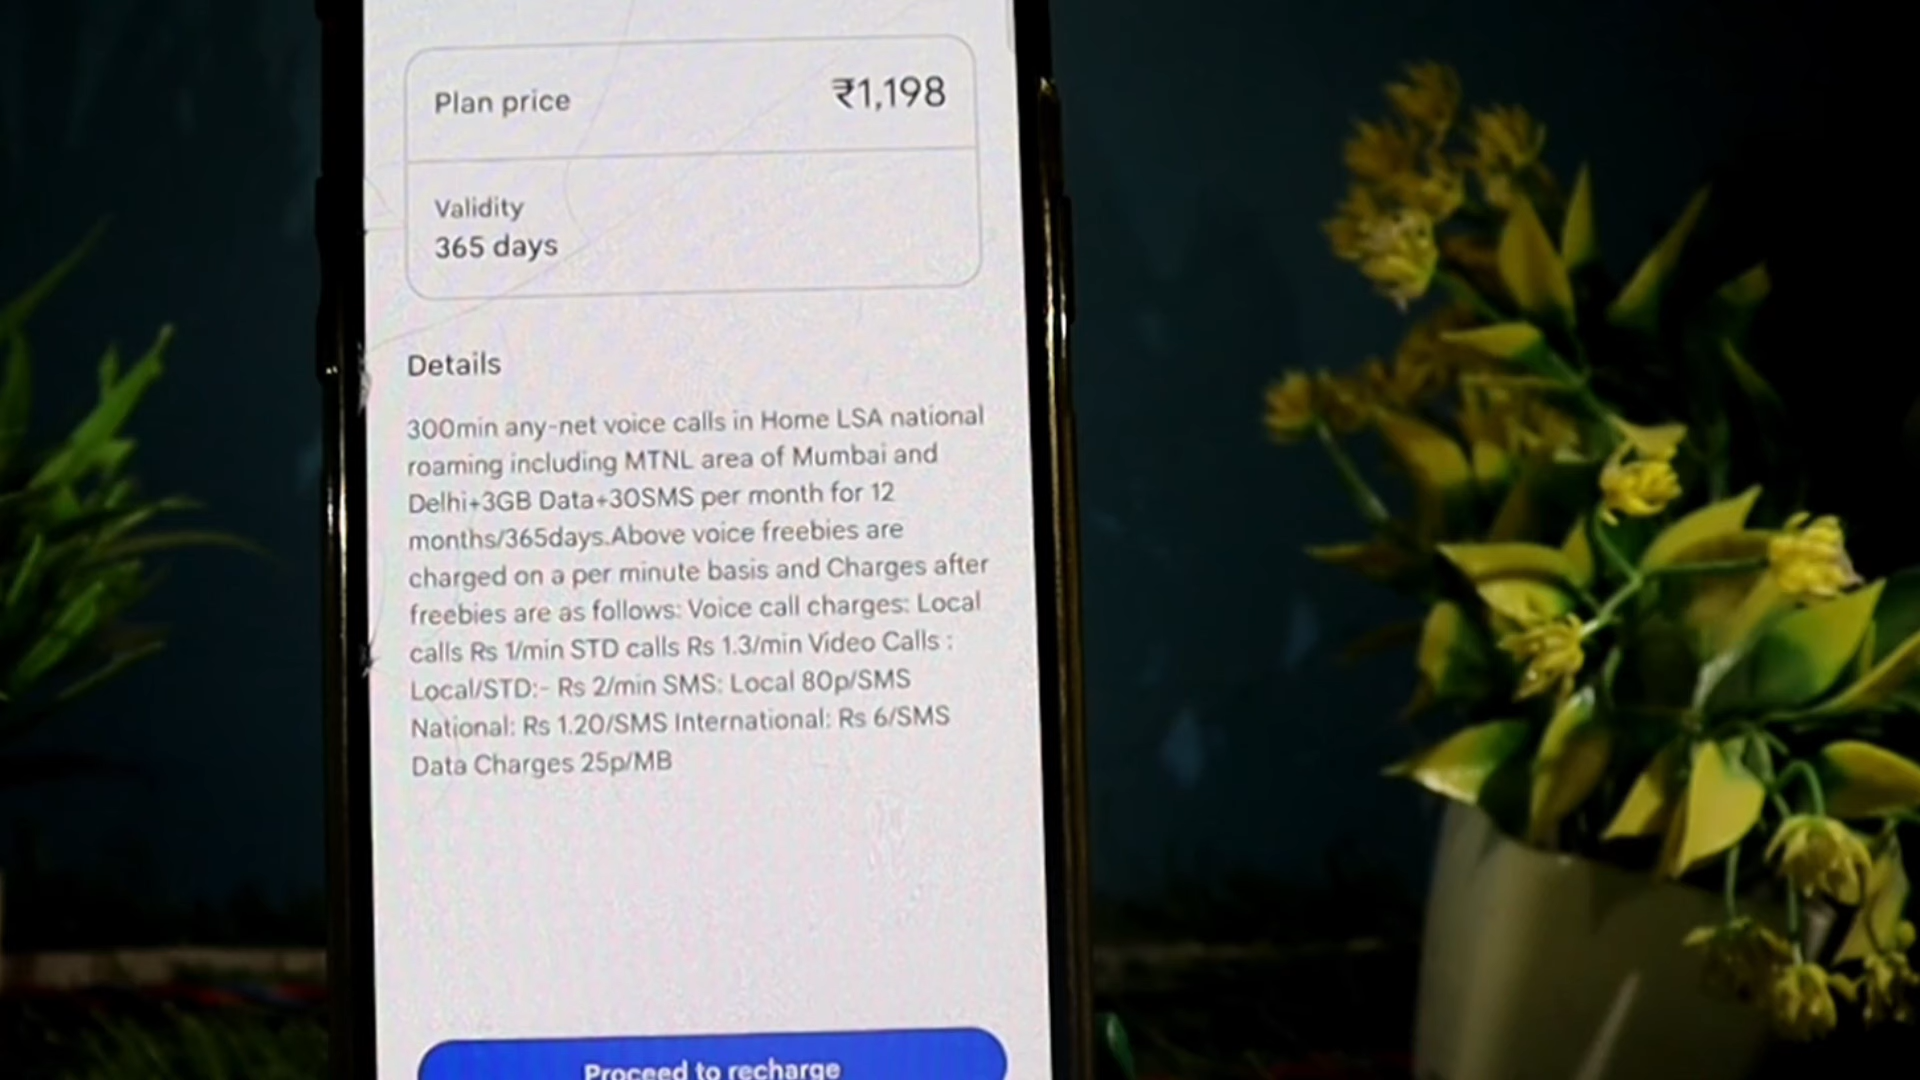 Plan price
₹1,198
Validity
365 days
Details
300min any-net voice calls in Home LSA national
roaming including MTNL area of Mumbai and
Delhi+3GB Data+30SMS per month for 12
months/365days.Above voice freebies are
charged on a per minute basis and Charges after
freebies are as follows: Voice call charges: Local
calls Rs 1/min STD calls Rs 1.3/min Video Calls :
Local/STD:- Rs 2/min SMS: Local 80p/SMS
National: Rs 1.20/SMS International: Rs 6/SMS
Data Charges 25p/MB
Proceed to recharge